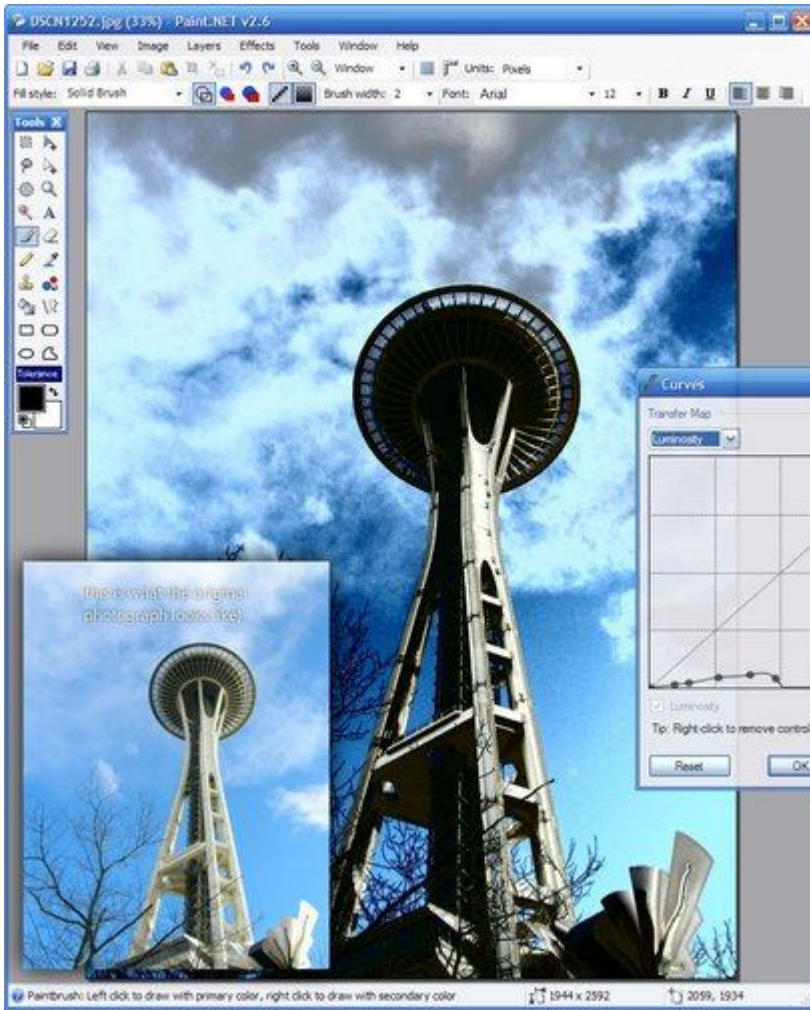 DSCN1252.jpg (33%) - Paint.NET v2.6
File Edit View Image Layers Effects Tools Window Help
Window Units: Pixels
Fill style: Solid Brush Brush width: 2 Font: Arial 12 B I U
Tools
A
Tolerance
Curves
Transfer Map
Luminosity
this is what the original
photograph looks like:
Luminosity
Tip: Right-click to remove control
Reset OK
Paintbrush: Left click to draw with primary color, right click to draw with secondary color 1944 x 2592 2059, 1934